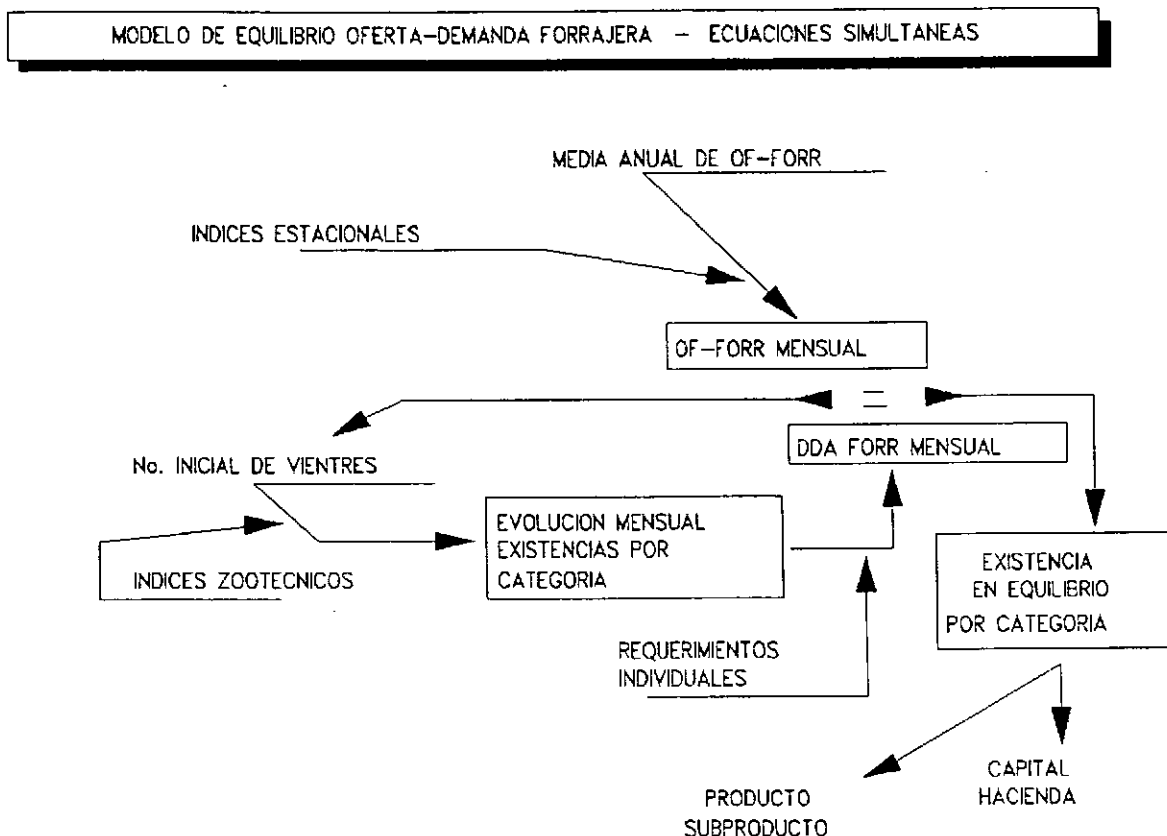 MODELO DE EQUILIBRIO OFERTA-DEMANDA FORRAJERA - ECUACIONES SIMULTANEAS
MEDIA ANUAL DE OF-FORR
INDICES ESTACIONALES
OF-FORR MENSUAL
=
DDA FORR MENSUAL
No. INICIAL DE VIENTRES
EVOLUCION MENSUAL
EXISTENCIAS POR
CATEGORIA
INDICES ZOOTECNICOS
EXISTENCIA
EN EQUILIBRIO
POR CATEGORIA
REQUERIMIENTOS
INDIVIDUALES
CAPITAL
HACIENDA
PRODUCTO
SUBPRODUCTO